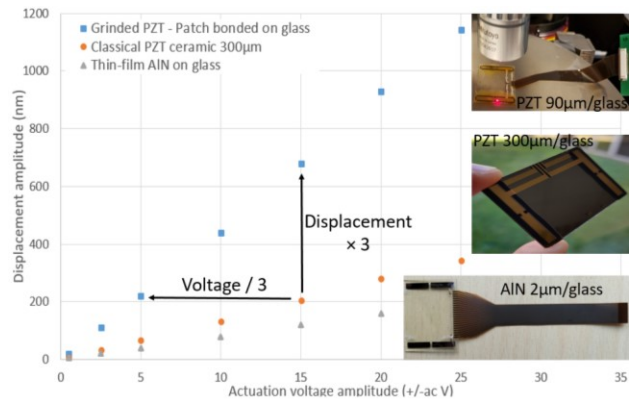 1200
1000
800
600
400
200
0
Displacement amplitude (nm)
Grinded PZT - Patch bonded on glass
Classical PZT ceramic 300μm
Thin-film AlN on glass
PZT 90μm/glass
PZT 300μm/glass
Displacement
× 3
Voltage / 3
AlN 2μm/glass
0 5 10 15 20 25 30 35
Actuation voltage amplitude (+/-ac V)